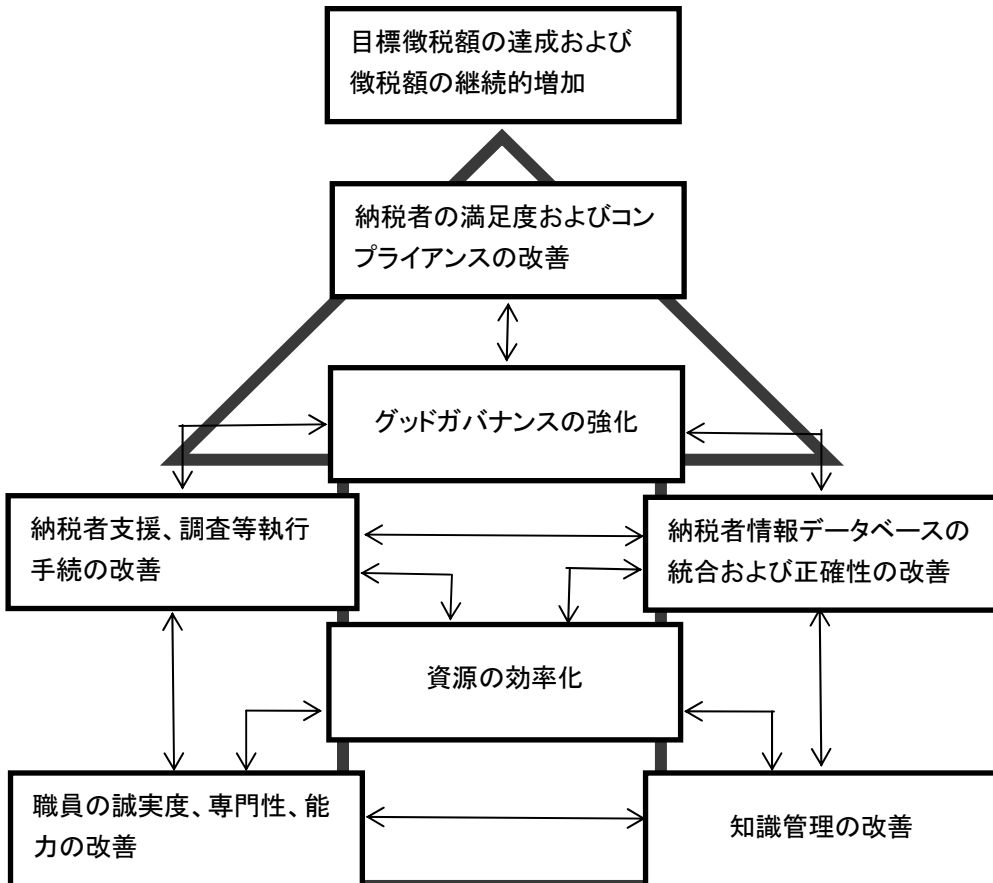 目標徴税額の達成および
徴税額の継続的増加
納税者の満足度およびコン
プライアンスの改善
グッドガバナンスの強化
納税者支援、調査等執行
手続の改善
納税者情報データベースの
統合および正確性の改善
資源の効率化
職員の誠実度、専門性、能
力の改善
知識管理の改善